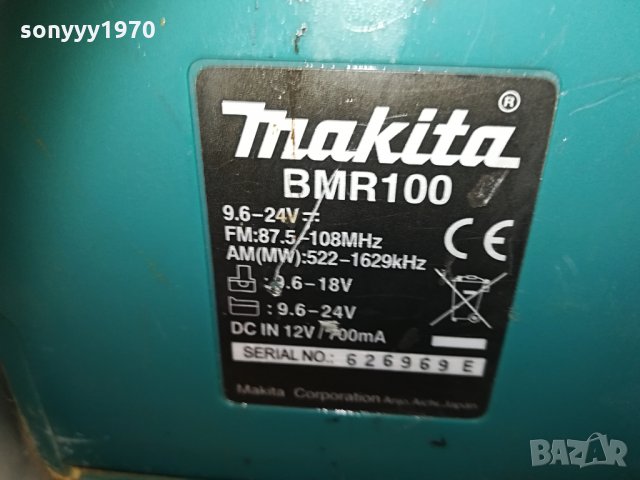 sonyyy1970
makita®
BMR100
9.6-24V⎓
FM:87.5-108MHz
AM(MW):522-1629kHz
:9.6-18V
:9.6-24V
DC IN 12V/700mA
CE
SERIAL NO.: 626969 E
Makita Corporation Anjo, Aichi, Japan
BAZAR